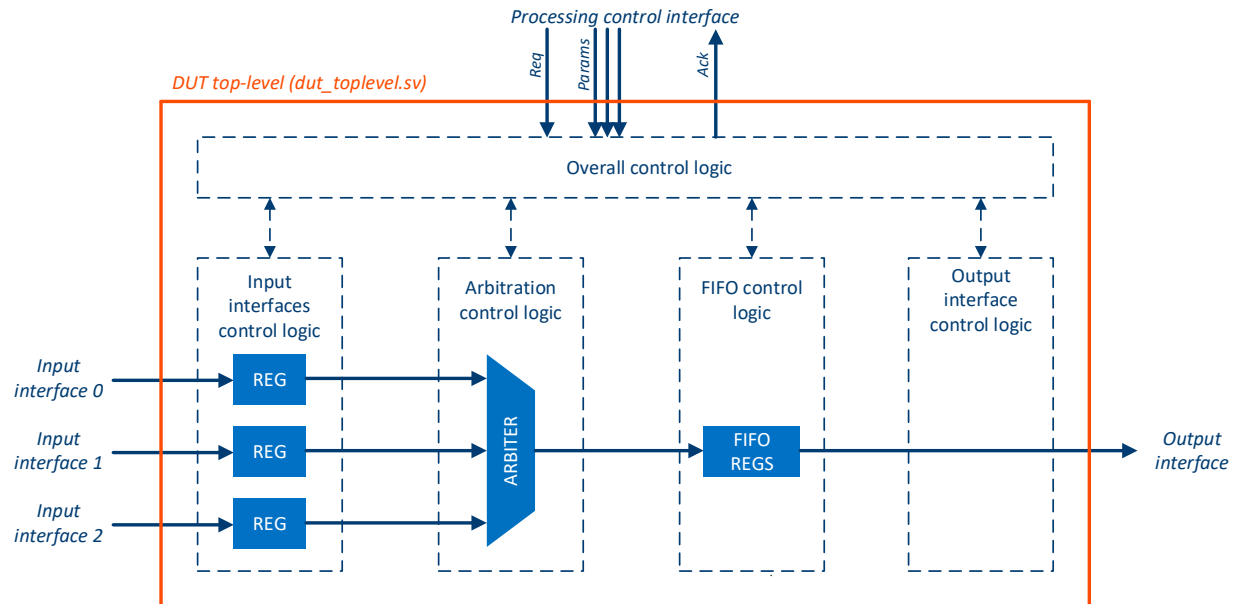 Processing control interface
Req
Params
Ack
DUT top-level (dut_toplevel.sv)
Overall control logic
Input
interfaces
control logic
Arbitration
control logic
FIFO control
logic
Output
interface
control logic
Input
interface 0
REG
Input
interface 1
REG
ARBITER
FIFO
REGS
Output
interface
Input
interface 2
REG